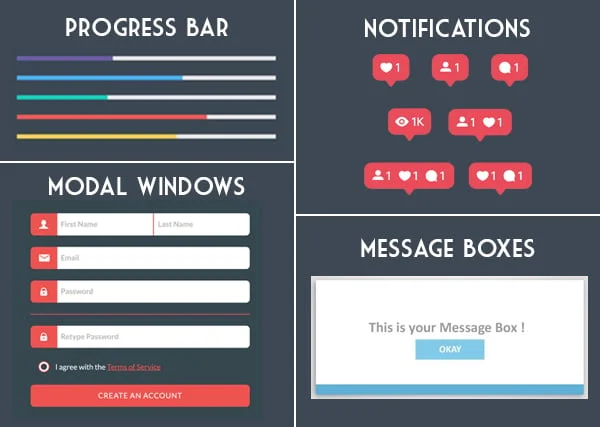 PROGRESS BAR
MODAL WINDOWS
First Name Last Name
Email
Password
Retype Password
I agree with the Terms of Service
CREATE AN ACCOUNT
NOTIFICATIONS
1 1 1
1K 1 1
1 1 1 1 1
MESSAGE BOXES
This is your Message Box !
OKAY